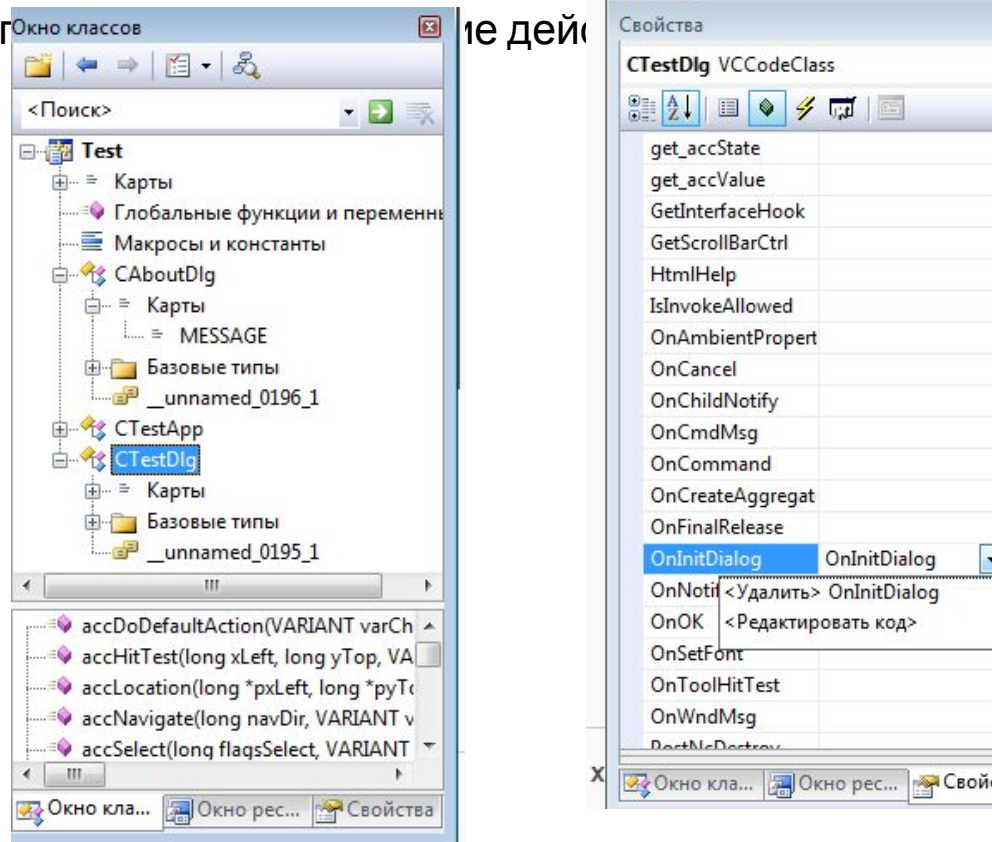 Окно классов
<Поиск>
Test
Карты
Глобальные функции и переменнь
Макросы и константы
CAboutDlg
Карты
MESSAGE
Базовые типы
__unnamed_0196_1
CTestApp
CTestDlg
Карты
Базовые типы
__unnamed_0195_1
accDoDefaultAction(VARIANT varCh
accHitTest(long xLeft, long yTop, VA
accLocation(long *pxLeft, long *pyTo
accNavigate(long navDir, VARIANT v
accSelect(long flagsSelect, VARIANT
Окно кла... Окно рес... Свойства
ие дей
Свойства
CTestDlg VCCodeClass
get_accState
get_accValue
GetInterfaceHook
GetScrollBarCtrl
HtmlHelp
IsInvokeAllowed
OnAmbientPropert
OnCancel
OnChildNotify
OnCmdMsg
OnCommand
OnCreateAggregat
OnFinalRelease
OnInitDialog OnInitDialog
OnNotif
<Удалить> OnInitDialog
OnOK
<Редактировать код>
OnSetFont
OnToolHitTest
OnWndMsg
PostNcDestroy
x
Окно кла... Окно рес... Свой